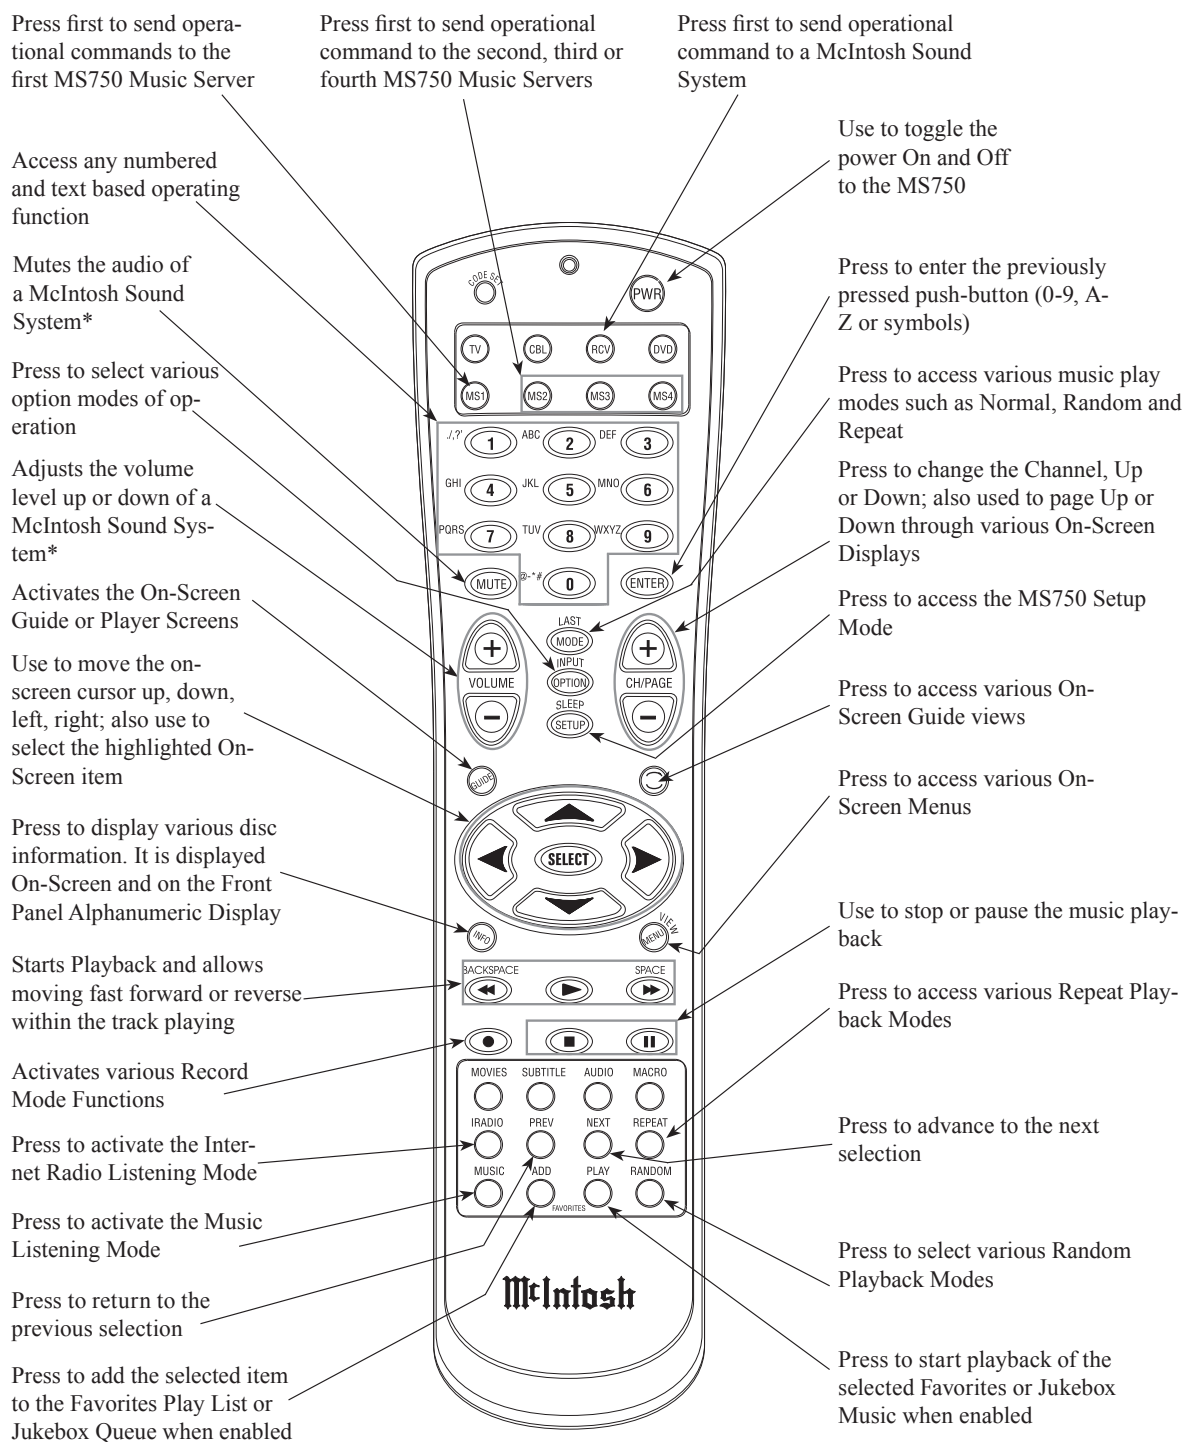 Press first to send opera-
tional commands to the
first MS750 Music Server
Press first to send operational
command to the second, third or
fourth MS750 Music Servers
Press first to send operational
command to a McIntosh Sound
System
Access any numbered
and text based operating
function
Mutes the audio of
a McIntosh Sound
System*
Press to select various
option modes of op-
eration
Adjusts the volume
level up or down of a
McIntosh Sound Sys-
tem*
Activates the On-Screen
Guide or Player Screens
Use to move the on-
screen cursor up, down,
left, right; also use to
select the highlighted On-
Screen item
Press to display various disc
information. It is displayed
On-Screen and on the Front
Panel Alphanumeric Display
Starts Playback and allows
moving fast forward or reverse
within the track playing
Activates various Record
Mode Functions
Press to activate the Inter-
net Radio Listening Mode
Press to activate the Music
Listening Mode
Press to return to the
previous selection
Press to add the selected item
to the Favorites Play List or
Jukebox Queue when enabled
CODE SET
PWR
TV CBL RCV DVD
MS1 MS2 MS3 MS4
./,?' 1 ABC 2 DEF 3
GHI 4 JKL 5 MNO 6
PQRS 7 TUV 8 WXYZ 9
MUTE @-*# 0 ENTER
LAST
+ MODE +
INPUT
VOLUME OPTION CH/PAGE
SLEEP
− SETUP −
GUIDE
SELECT
INFO VIEW
MENU
BACKSPACE SPACE
MOVIES SUBTITLE AUDIO MACRO
IRADIO PREV NEXT REPEAT
MUSIC ADD PLAY RANDOM
FAVORITES
McIntosh
Use to toggle the
power On and Off
to the MS750
Press to enter the previously
pressed push-button (0-9, A-
Z or symbols)
Press to access various music play
modes such as Normal, Random and
Repeat
Press to change the Channel, Up
or Down; also used to page Up or
Down through various On-Screen
Displays
Press to access the MS750 Setup
Mode
Press to access various On-
Screen Guide views
Press to access various On-
Screen Menus
Use to stop or pause the music play-
back
Press to access various Repeat Play-
back Modes
Press to advance to the next
selection
Press to select various Random
Playback Modes
Press to start playback of the
selected Favorites or Jukebox
Music when enabled